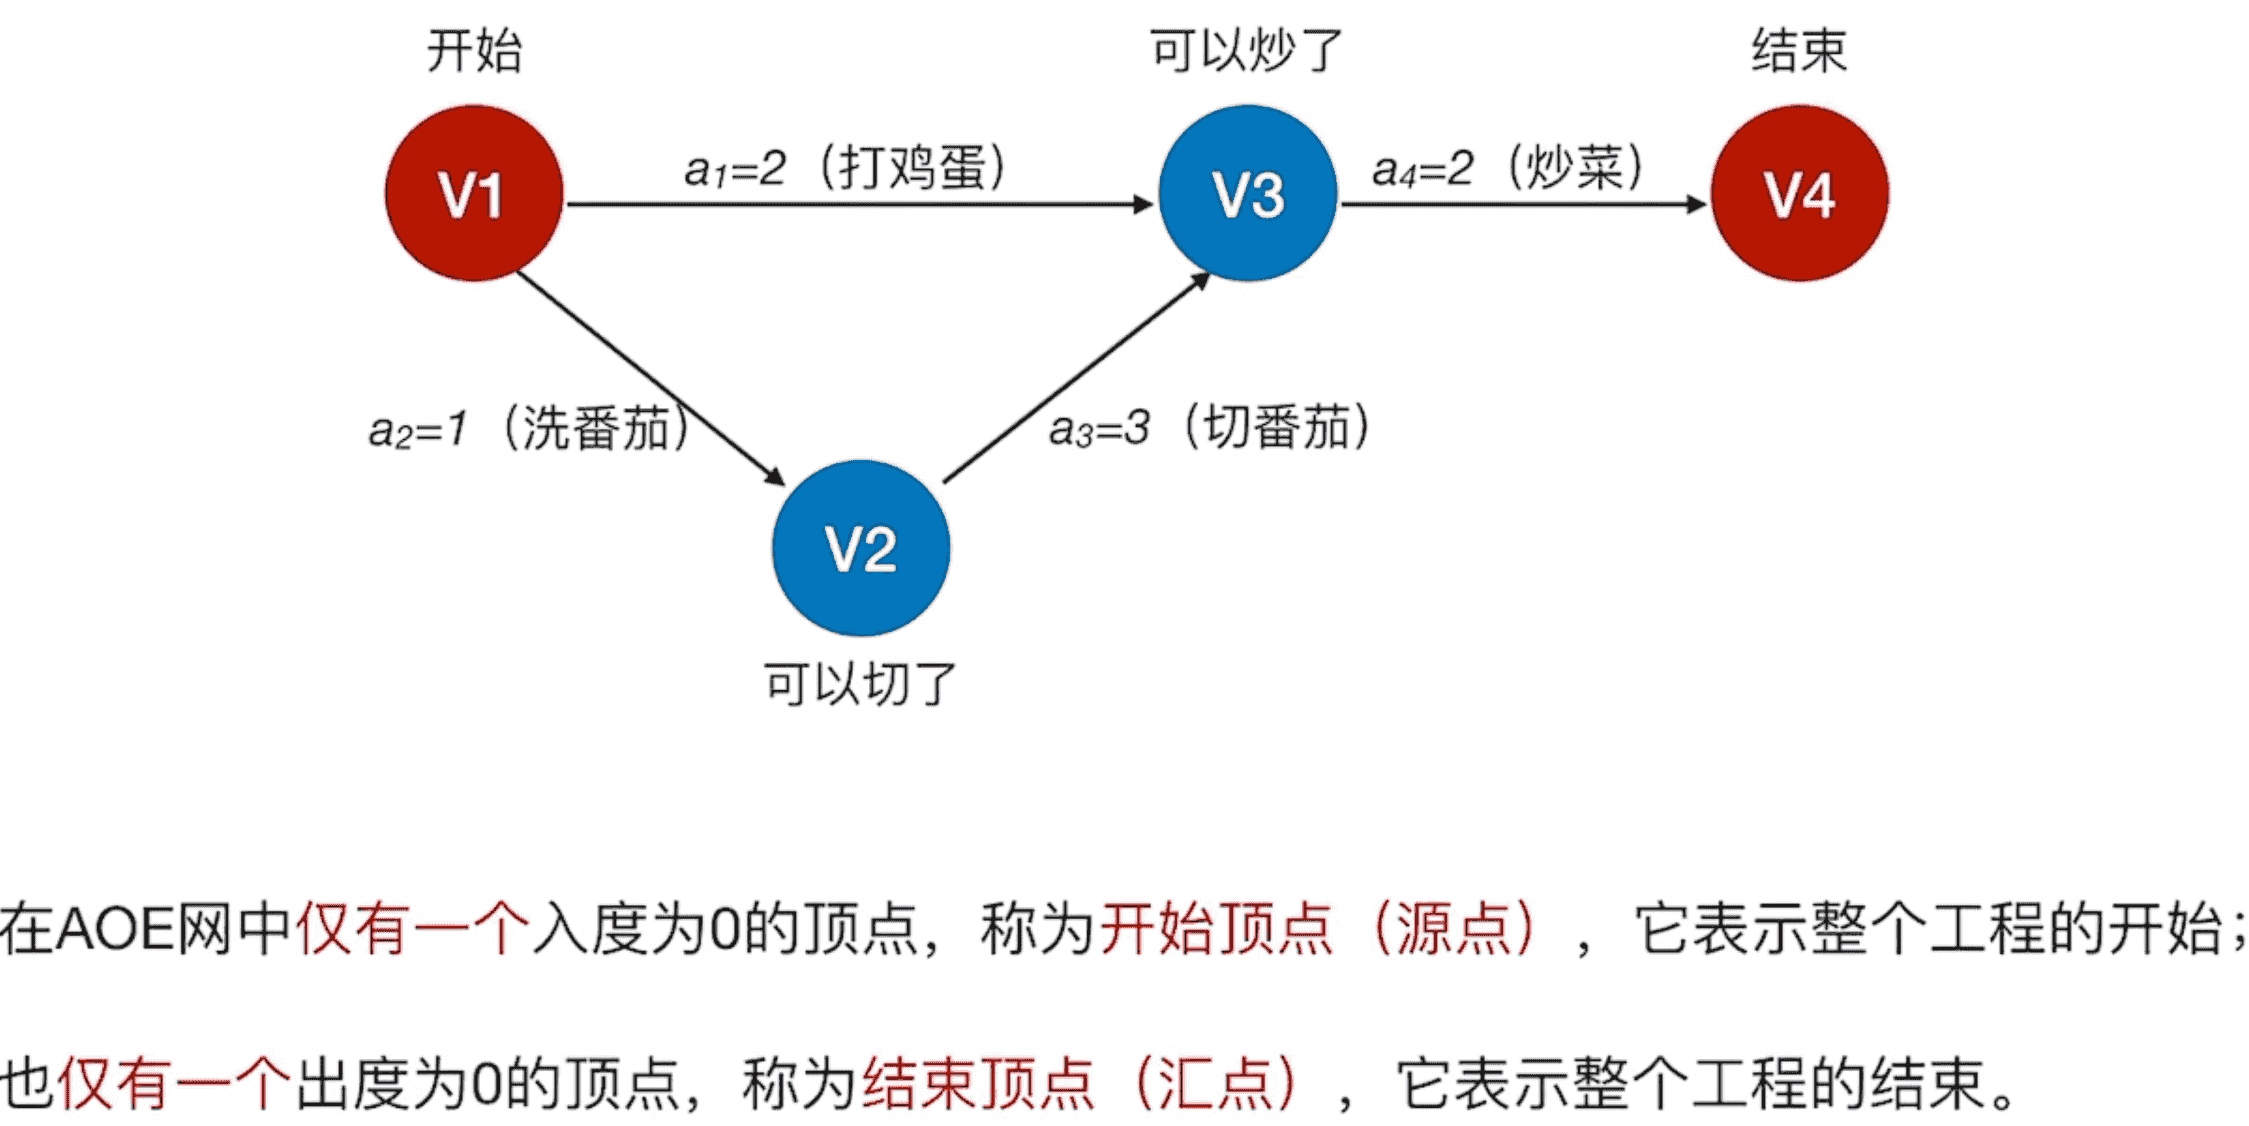 开始
可以炒了
结束
V1
a₁=2（打鸡蛋）
V3
a₄=2（炒菜）
V4
a₂=1（洗番茄）
a₃=3（切番茄）
V2
可以切了
在AOE网中仅有一个入度为0的顶点，称为开始顶点（源点），它表示整个工程的开始；
也仅有一个出度为0的顶点，称为结束顶点（汇点），它表示整个工程的结束。